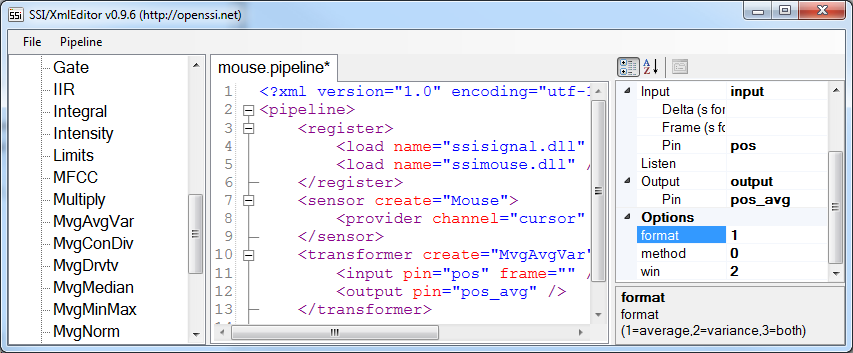 SSI SSI/XmlEditor v0.9.6 (http://openssi.net)
File Pipeline
Gate
IIR
Integral
Intensity
Limits
MFCC
Multiply
MvgAvgVar
MvgConDiv
MvgDrvtv
MvgMedian
MvgMinMax
MvgNorm
mouse.pipeline*
1 <?xml version="1.0" encoding="utf-
2 <pipeline>
3 <register>
4 <load name="ssisignal.dll"
5 <load name="ssimouse.dll" /
6 </register>
7 <sensor create="Mouse">
8 <provider channel="cursor"
9 </sensor>
10 <transformer create="MvgAvgVar"
11 <input pin="pos" frame="" /
12 <output pin="pos_avg" />
13 </transformer>
14
Input input
Delta (s for
Frame (s fo
Pin pos
Listen
Output output
Pin pos_avg
Options
format 1
method 0
win 2
format
format
(1=average,2=variance,3=both)